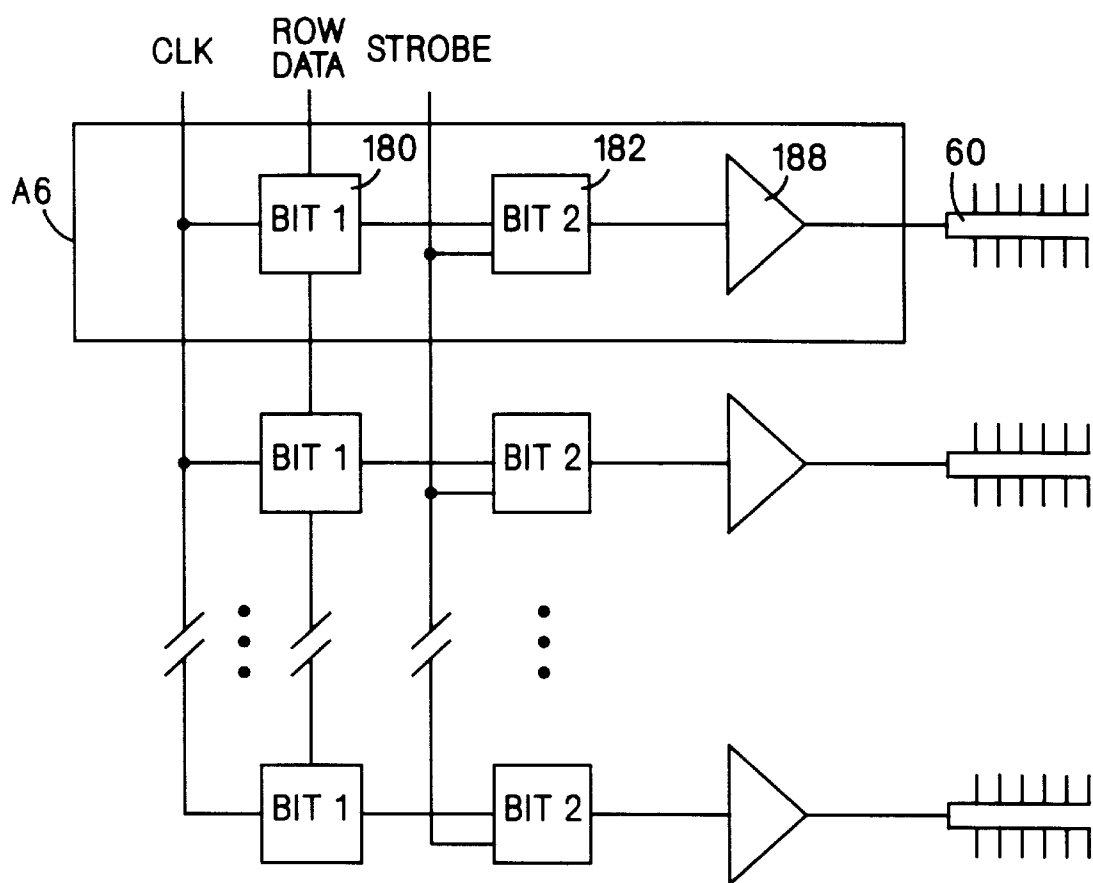 CLK
ROW
DATA
STROBE
180
182
188
60
A6
BIT 1
BIT 2
BIT 1
BIT 2
BIT 1
BIT 2